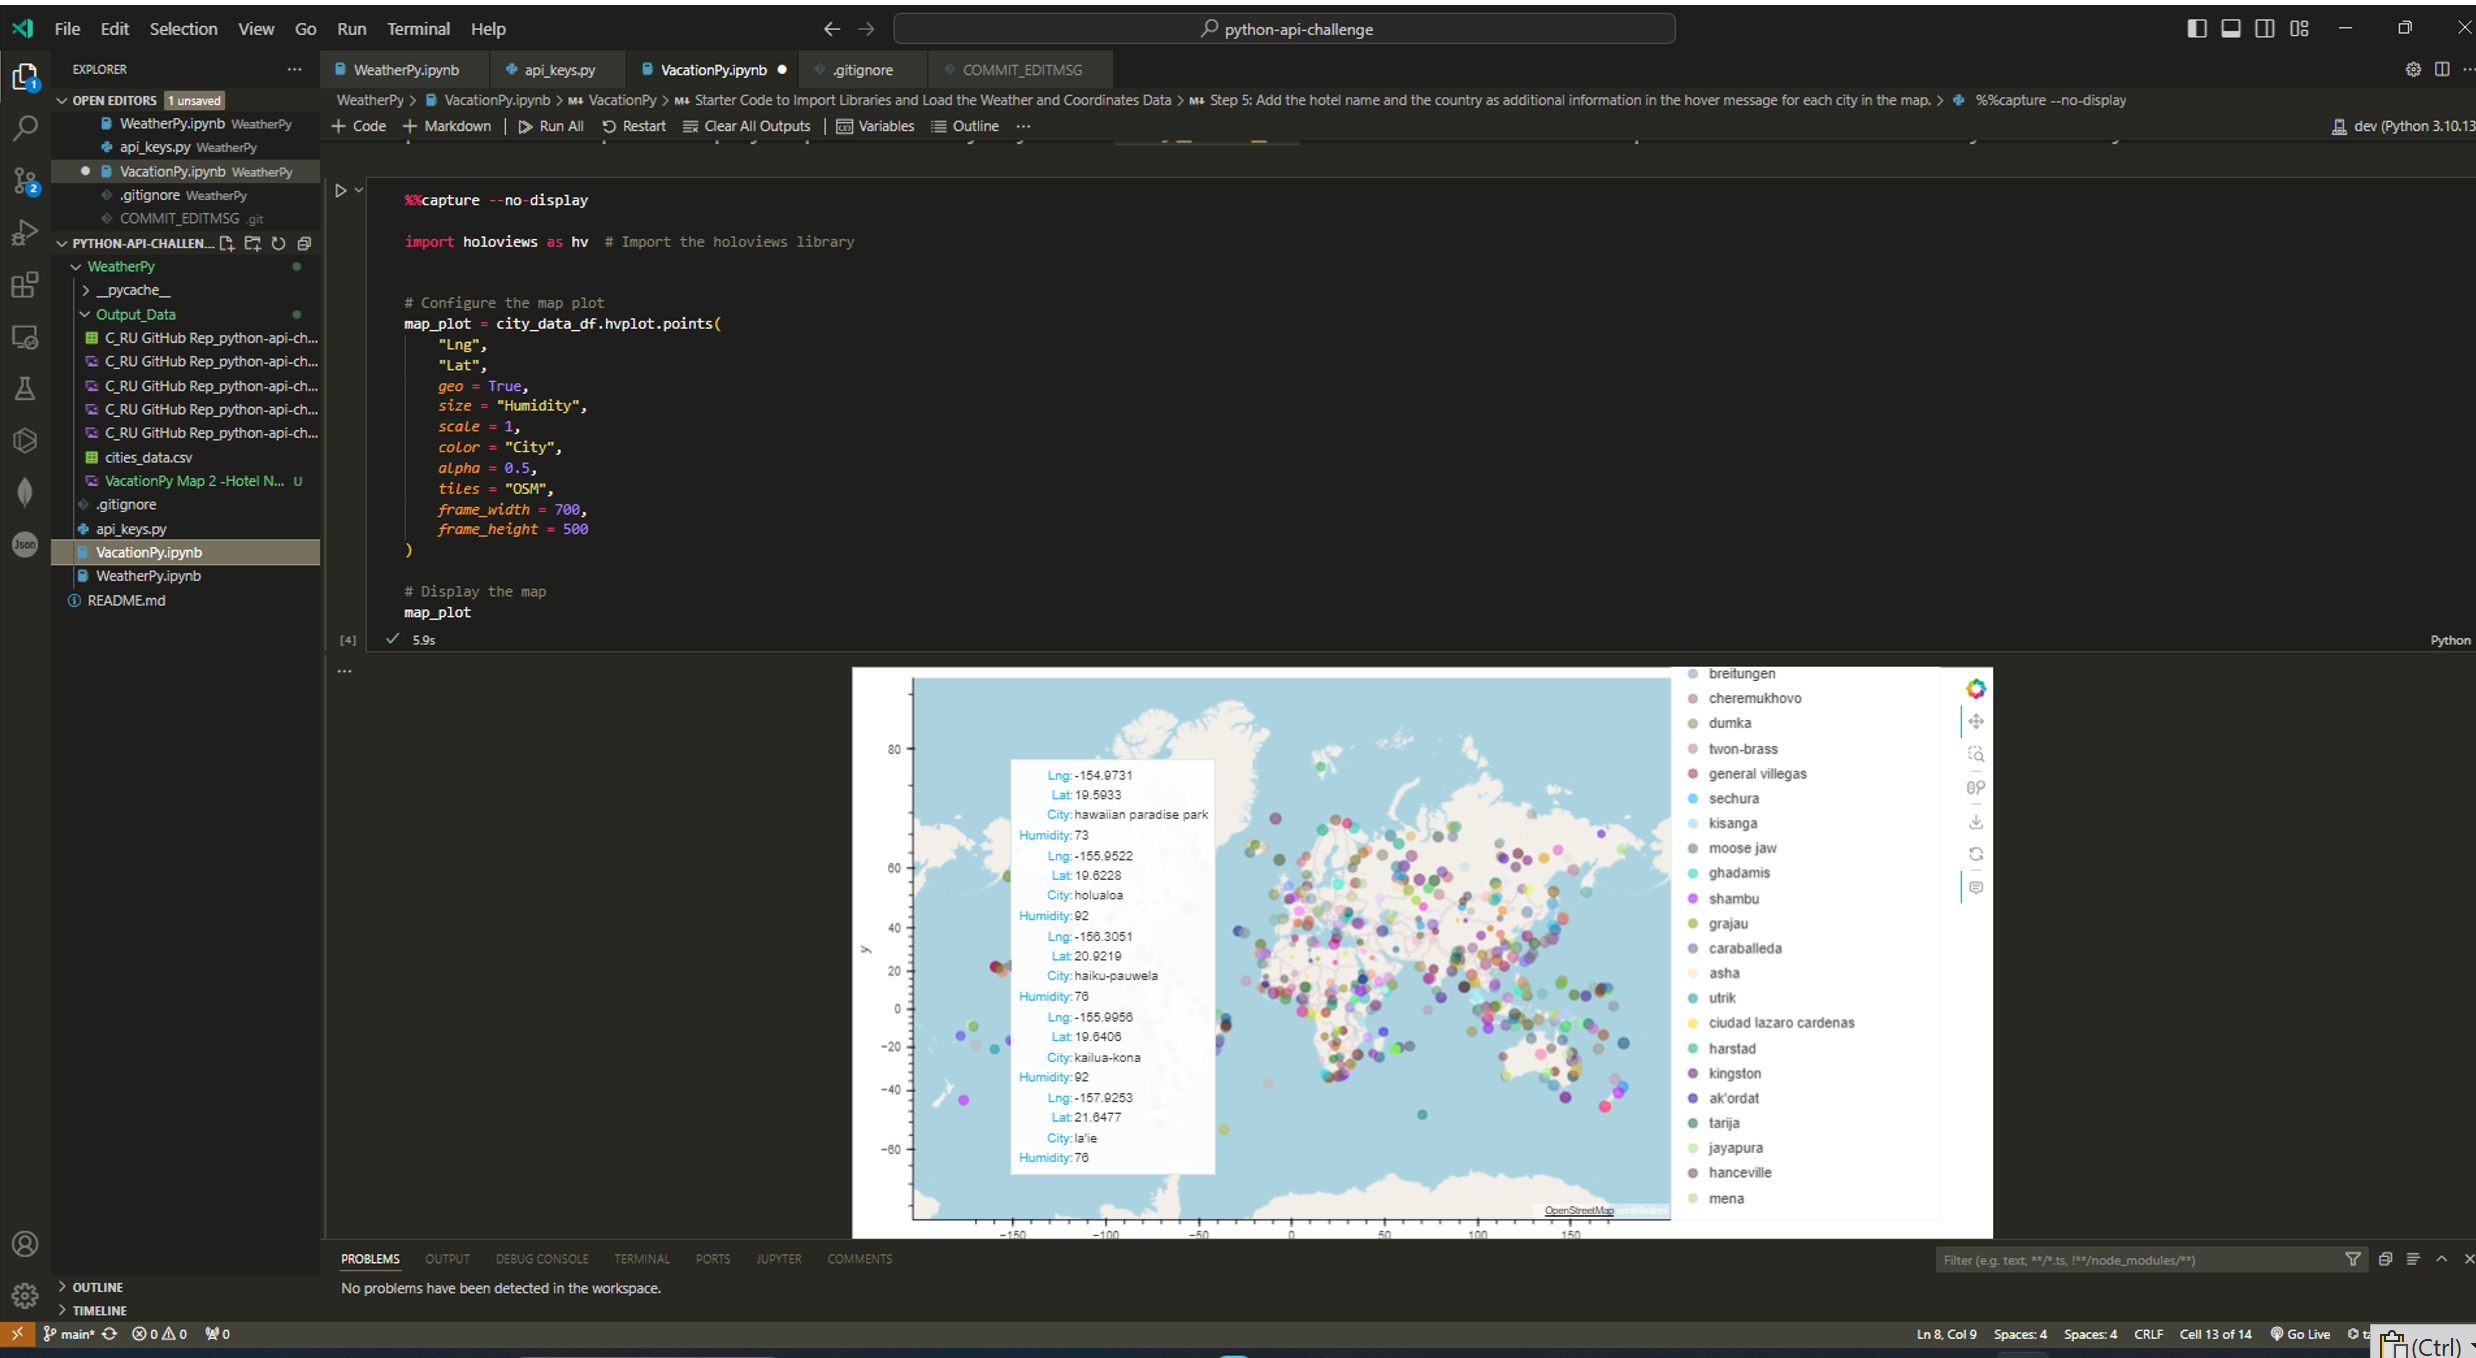 File Edit Selection View Go Run Terminal Help
python-api-challenge
EXPLORER
OPEN EDITORS 1 unsaved
WeatherPy.ipynb WeatherPy
api_keys.py WeatherPy
VacationPy.ipynb WeatherPy
.gitignore WeatherPy
COMMIT_EDITMSG .git
PYTHON-API-CHALLEN...
WeatherPy
__pycache__
Output_Data
C_RU GitHub Rep_python-api-ch...
C_RU GitHub Rep_python-api-ch...
C_RU GitHub Rep_python-api-ch...
C_RU GitHub Rep_python-api-ch...
C_RU GitHub Rep_python-api-ch...
cities_data.csv
VacationPy Map 2 -Hotel N... U
.gitignore
api_keys.py
VacationPy.ipynb
WeatherPy.ipynb
README.md
OUTLINE
TIMELINE
WeatherPy.ipynb api_keys.py VacationPy.ipynb .gitignore COMMIT_EDITMSG
WeatherPy > VacationPy.ipynb > M↓ VacationPy > M↓ Starter Code to Import Libraries and Load the Weather and Coordinates Data > M↓ Step 5: Add the hotel name and the country as additional information in the hover message for each city in the map. > %%capture --no-display
+ Code + Markdown Run All Restart Clear All Outputs Variables Outline ...
dev (Python 3.10.13
%%capture --no-display
import holoviews as hv # Import the holoviews library
# Configure the map plot
map_plot = city_data_df.hvplot.points(
"Lng",
"Lat",
geo = True,
size = "Humidity",
scale = 1,
color = "City",
alpha = 0.5,
tiles = "OSM",
frame_width = 700,
frame_height = 500
)
# Display the map
map_plot
[4] 5.9s
Python
80
60
40
20
0
−20
−40
−60
y
−150 −100 −50 0 50 100 150
Lng: -154.9731
Lat: 19.5933
City: hawaiian paradise park
Humidity: 73
Lng: -155.9522
Lat: 19.6228
City: holualoa
Humidity: 92
Lng: -156.3051
Lat: 20.9219
City: haiku-pauwela
Humidity: 76
Lng: -155.9956
Lat: 19.6406
City: kailua-kona
Humidity: 92
Lng: -157.9253
Lat: 21.6477
City: la'ie
Humidity: 76
OpenStreetMap contributors
breitungen
cheremukhovo
dumka
twon-brass
general villegas
sechura
kisanga
moose jaw
ghadamis
shambu
grajau
caraballeda
asha
utrik
ciudad lazaro cardenas
harstad
kingston
ak'ordat
tarija
jayapura
hanceville
mena
PROBLEMS OUTPUT DEBUG CONSOLE TERMINAL PORTS JUPYTER COMMENTS
Filter (e.g. text, **/*.ts, !**/node_modules/**)
No problems have been detected in the workspace.
main* 0 0 0
Ln 8, Col 9 Spaces: 4 Spaces: 4 CRLF Cell 13 of 14 Go Live
(Ctrl)
1
2
Json